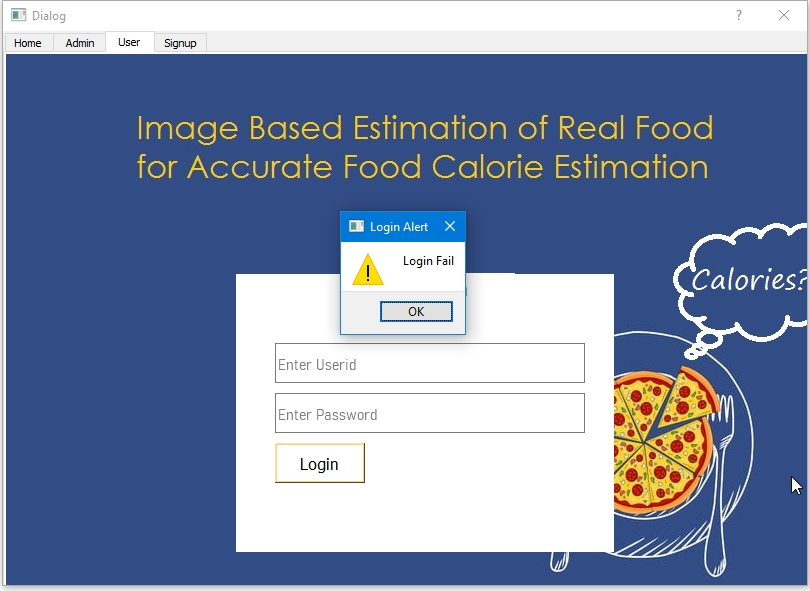 Dialog
?
Home Admin User Signup
Image Based Estimation of Real Food
for Accurate Food Calorie Estimation
Login Alert
Login Fail
OK
Calories?
Enter Userid
Enter Password
Login